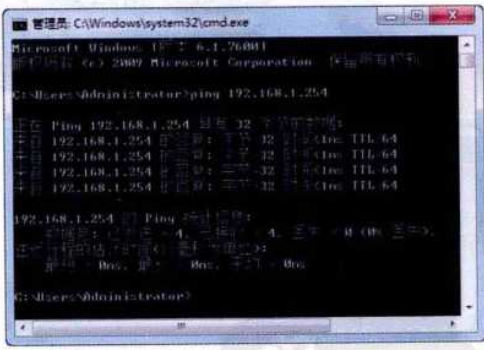 管理员: C:\Windows\system32\cmd.exe
Microsoft Windows [版本 6.1.7600]
版权所有 (c) 2009 Microsoft Corporation。保留所有权利。
C:\Users\Administrator>ping 192.168.1.254
正在 Ping 192.168.1.254 具有 32 字节的数据:
来自 192.168.1.254 的回复: 字节=32 时间<1ms TTL=64
来自 192.168.1.254 的回复: 字节=32 时间<1ms TTL=64
来自 192.168.1.254 的回复: 字节=32 时间<1ms TTL=64
来自 192.168.1.254 的回复: 字节=32 时间<1ms TTL=64
192.168.1.254 的 Ping 统计信息:
数据包: 已发送 = 4，已接收 = 4，丢失 = 0 (0% 丢失)，
往返行程的估计时间(以毫秒为单位):
最短 = 0ms，最长 = 0ms，平均 = 0ms
C:\Users\Administrator>